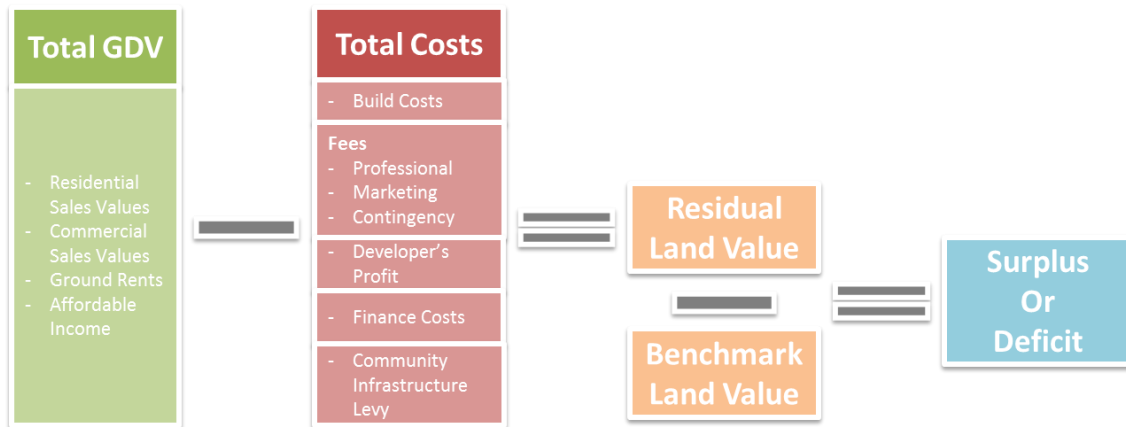 Total GDV
- Residential
Sales Values
- Commercial
Sales Values
- Ground Rents
- Affordable
Income
Total Costs
- Build Costs
Fees
- Professional
- Marketing
- Contingency
- Developer's
Profit
- Finance Costs
- Community
Infrastructure
Levy
Residual
Land Value
Benchmark
Land Value
Surplus
Or
Deficit